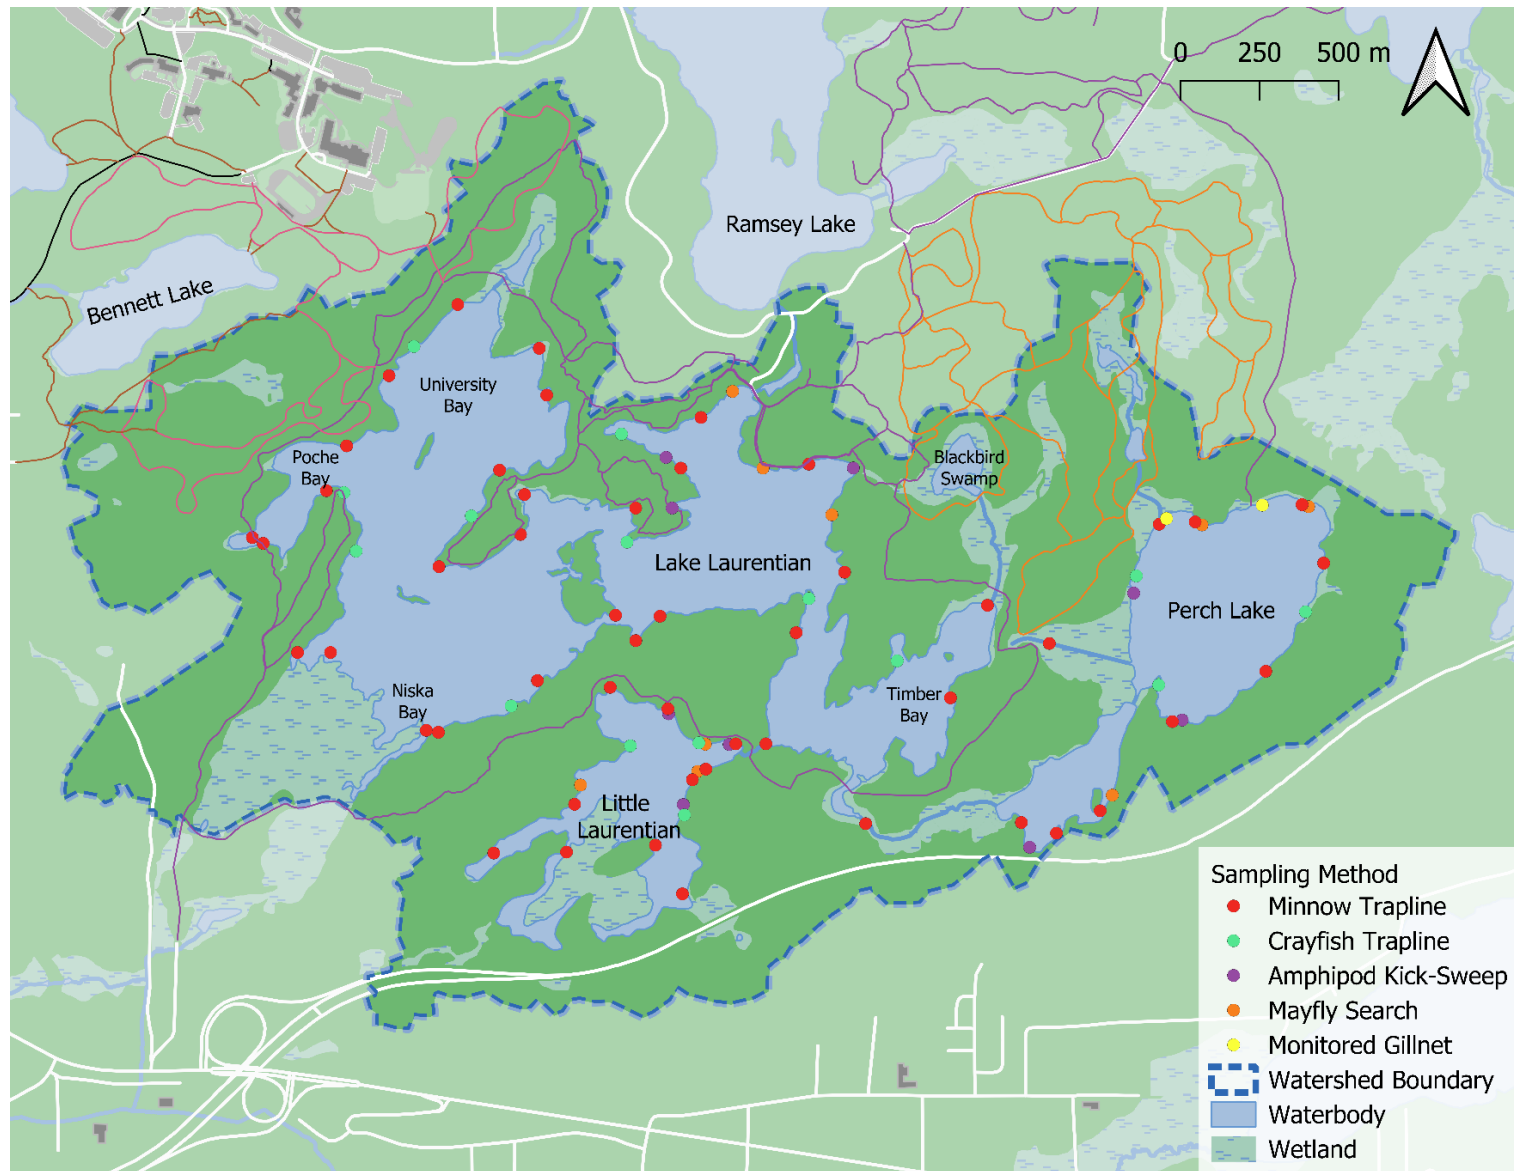 0 250 500 m
Ramsey Lake
Bennett Lake
University
Bay
Poche
Bay
Blackbird
Swamp
Lake Laurentian
Perch Lake
Niska
Bay
Timber
Bay
Little
Laurentian
Sampling Method
Minnow Trapline
Crayfish Trapline
Amphipod Kick-Sweep
Mayfly Search
Monitored Gillnet
Watershed Boundary
Waterbody
Wetland